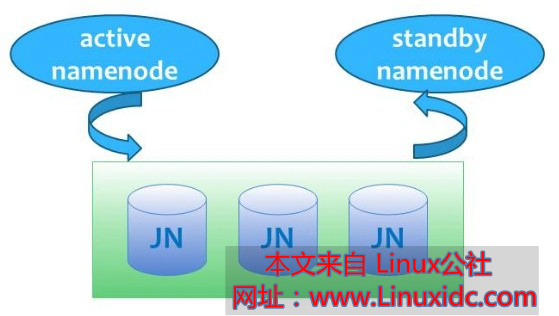 active
namenode
standby
namenode
JN
JN
JN
本文来自 Linux公社
网址：www.Linuxidc.com